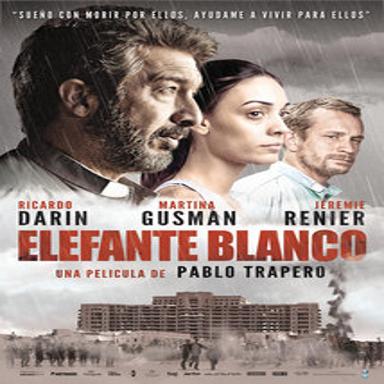 "SUEÑO CON MORIR POR ELLOS, AYUDAME A VIVIR PARA ELLOS"
RICARDO MARTINA JÉREMIE
DARIN GUSMAN RENIER
ELEFANTE BLANCO
UNA PELICULA DE PABLO TRAPERO